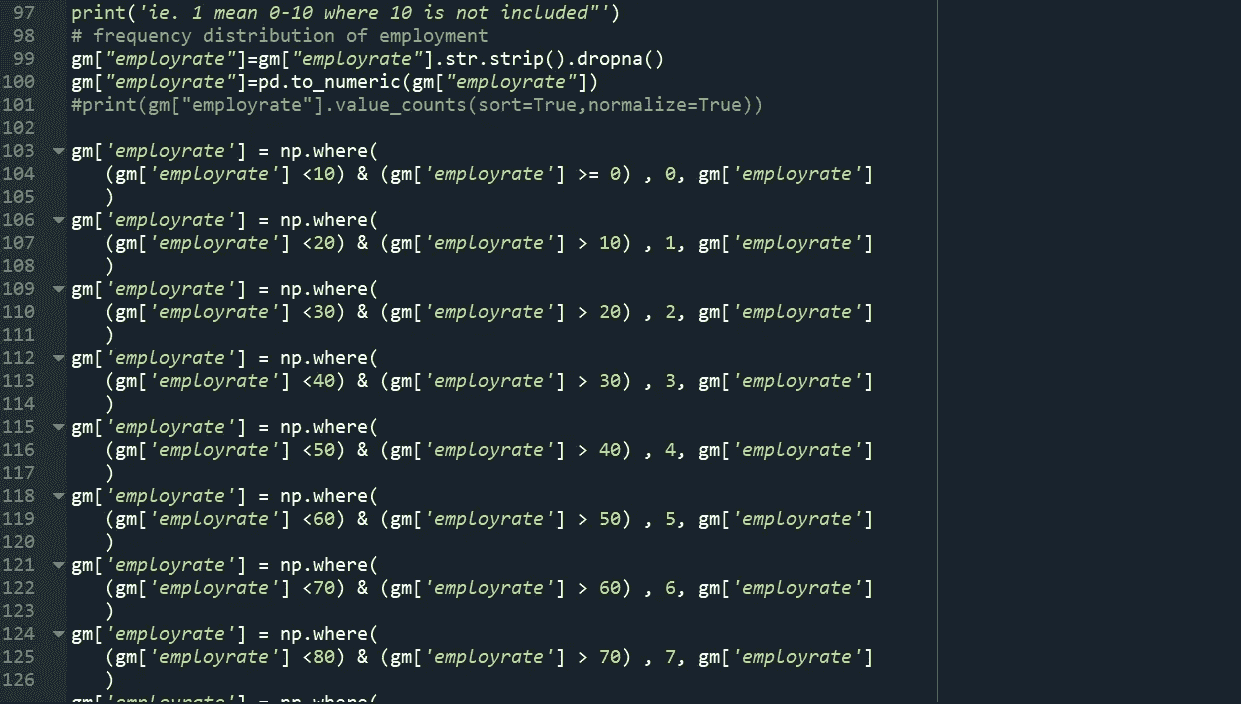 97 print('ie. 1 mean 0-10 where 10 is not included"')
98 # frequency distribution of employment
99 gm["employrate"]=gm["employrate"].str.strip().dropna()
100 gm["employrate"]=pd.to_numeric(gm["employrate"])
101 #print(gm["employrate"].value_counts(sort=True,normalize=True))
102
103 gm['employrate'] = np.where(
104 (gm['employrate'] <10) & (gm['employrate'] >= 0) , 0, gm['employrate']
105 )
106 gm['employrate'] = np.where(
107 (gm['employrate'] <20) & (gm['employrate'] > 10) , 1, gm['employrate']
108 )
109 gm['employrate'] = np.where(
110 (gm['employrate'] <30) & (gm['employrate'] > 20) , 2, gm['employrate']
111 )
112 gm['employrate'] = np.where(
113 (gm['employrate'] <40) & (gm['employrate'] > 30) , 3, gm['employrate']
114 )
115 gm['employrate'] = np.where(
116 (gm['employrate'] <50) & (gm['employrate'] > 40) , 4, gm['employrate']
117 )
118 gm['employrate'] = np.where(
119 (gm['employrate'] <60) & (gm['employrate'] > 50) , 5, gm['employrate']
120 )
121 gm['employrate'] = np.where(
122 (gm['employrate'] <70) & (gm['employrate'] > 60) , 6, gm['employrate']
123 )
124 gm['employrate'] = np.where(
125 (gm['employrate'] <80) & (gm['employrate'] > 70) , 7, gm['employrate']
126 )
gm['employrate'] = np.where(